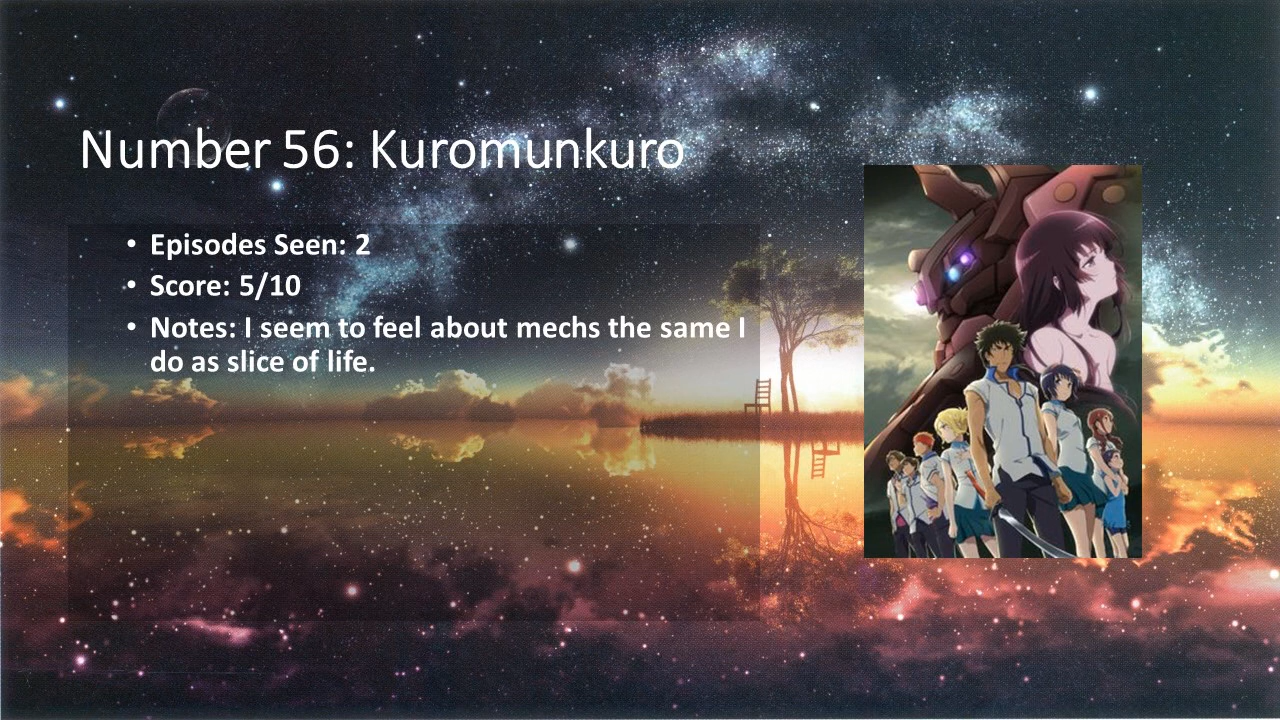 Number 56: Kuromunkuro
• Episodes Seen: 2
• Score: 5/10
• Notes: I seem to feel about mechs the same I
do as slice of life.